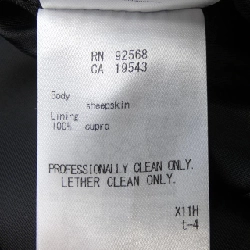 RN 92568
CA 19543
Body
sheepskin
Lining
100% cupro
PROFESSIONALLY CLEAN ONLY.
LETHER CLEAN ONLY.
X11H
t-4